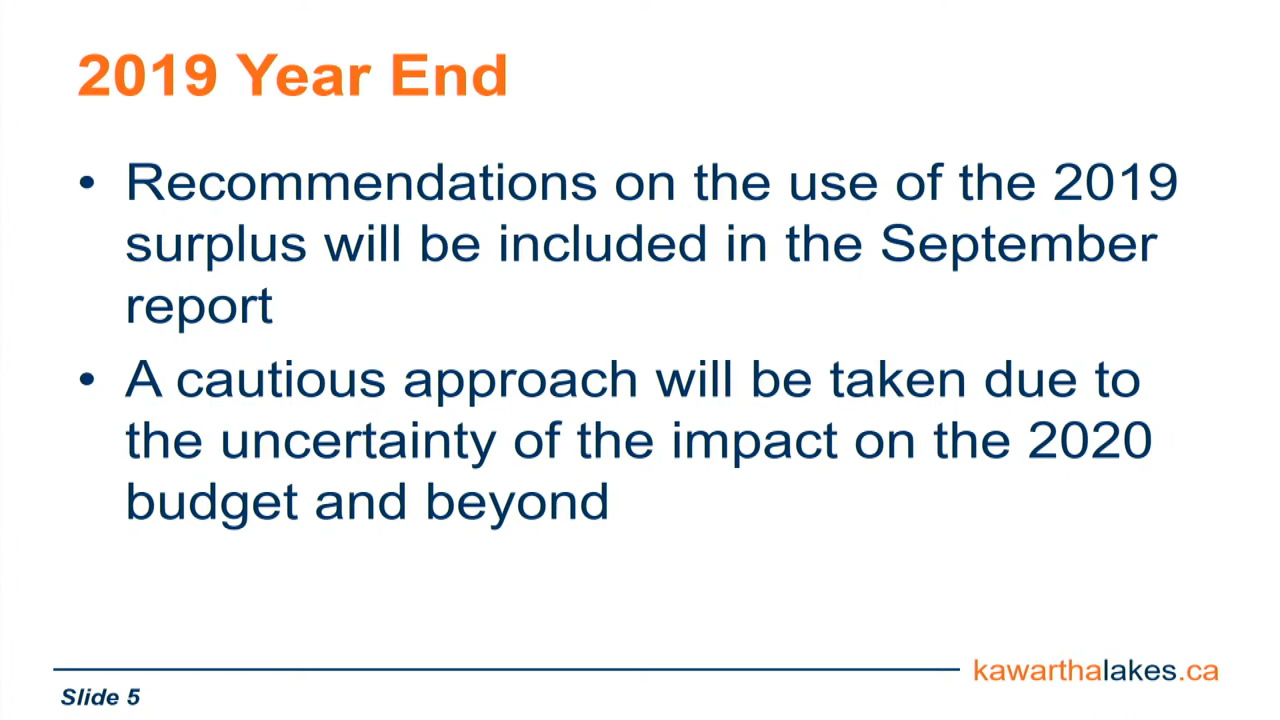 2019 Year End
• Recommendations on the use of the 2019
surplus will be included in the September
report
• A cautious approach will be taken due to
the uncertainty of the impact on the 2020
budget and beyond
kawarthalakes.ca
Slide 5